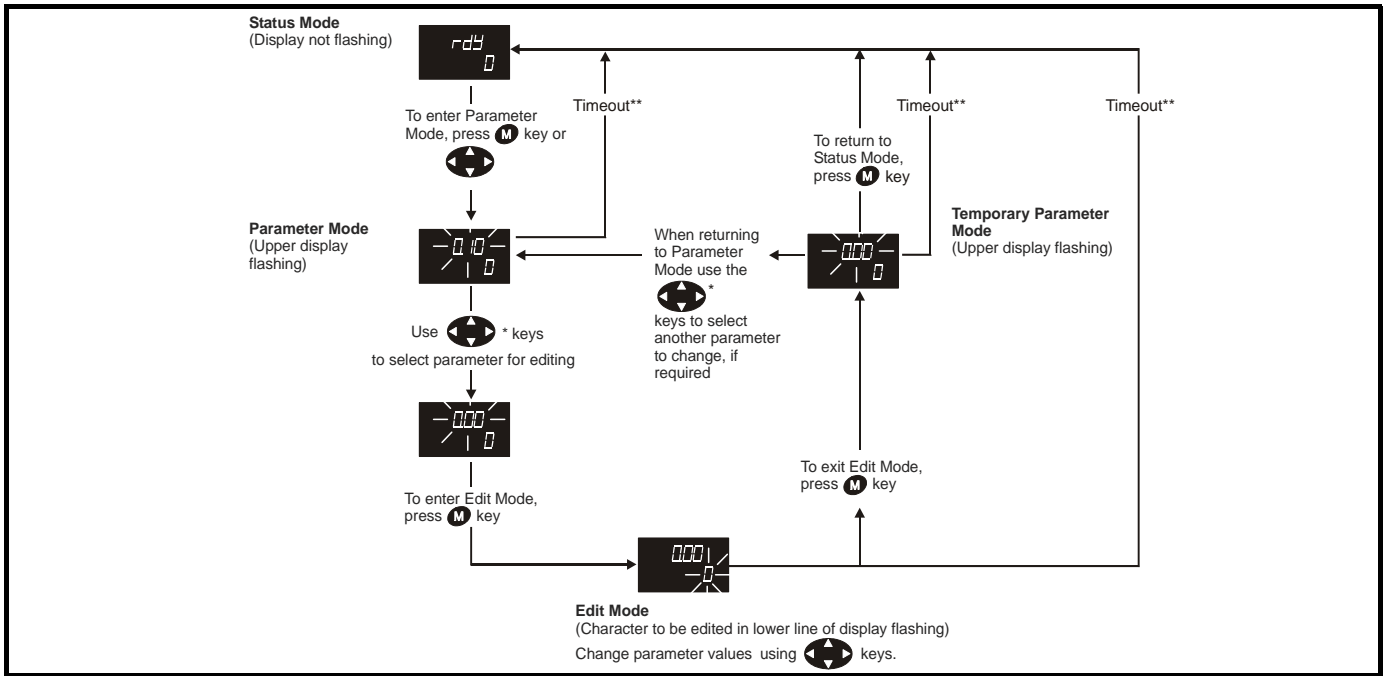 Status Mode
(Display not flashing)
rdY
0
To enter Parameter
Mode, press M key or
Timeout**
Timeout**
Timeout**
To return to
Status Mode,
press M key
Parameter Mode
(Upper display
flashing)
0.10
0
When returning
to Parameter
Mode use the
*
keys to select
another parameter
to change, if
required
0.00
0
Temporary Parameter
Mode
(Upper display flashing)
Use * keys
to select parameter for editing
0.00
0
To enter Edit Mode,
press M key
To exit Edit Mode,
press M key
0.00
0
Edit Mode
(Character to be edited in lower line of display flashing)
Change parameter values using keys.